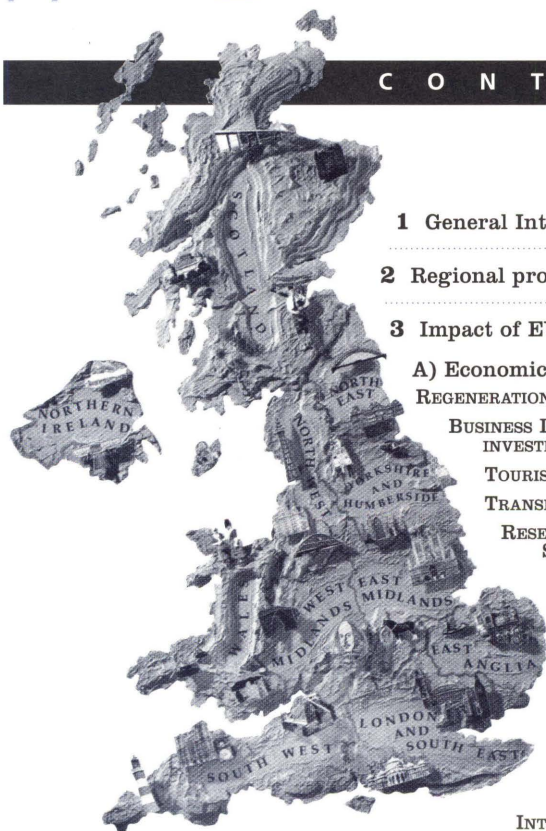 C O N T
1 General Int
2 Regional pro
3 Impact of E
A) Economic
REGENERATION
BUSINESS I
INVEST
TOURIS
TRANS
RESE
S
SCOTLAND
NORTHERN
IRELAND
NORTH
EAST
NORTH WEST
YORKSHIRE
AND
HUMBERSIDE
WALES
WEST
MIDLANDS
EAST
MIDLANDS
EAST
ANGLIA
LONDON
AND
SOUTH EAST
SOUTH WEST
INT